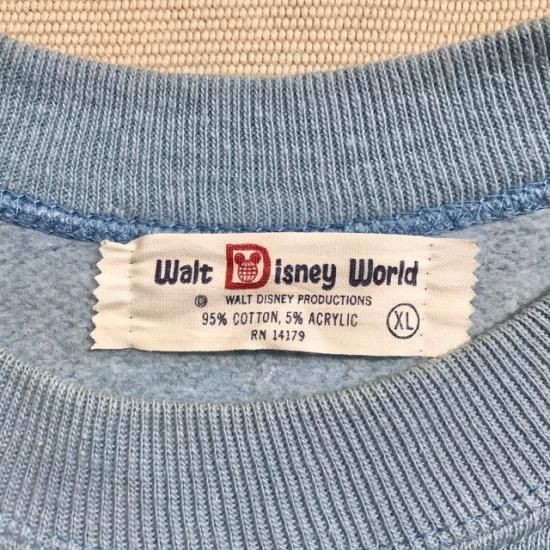 Walt Disney World
© WALT DISNEY PRODUCTIONS
95% COTTON, 5% ACRYLIC
RN 14179
XL